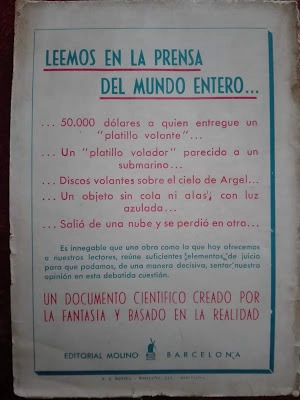 LEEMOS EN LA PRENSA
DEL MUNDO ENTERO...
... 50.000 dólares a quien entregue un
"platillo volante"...
... Un "platillo volador" parecido a un
submarino...
... Discos volantes sobre el cielo de Argel...
... Un objeto sin cola ni alas, con luz
azulada...
... Salió de una nube y se perdió en otra...
Es innegable que una obra como la que hoy ofrecemos
a nuestros lectores, reúne suficientes elementos de juicio
para que podamos, de una manera decisiva, sentar nuestra
opinión en esta debatida cuestión.
UN DOCUMENTO CIENTIFICO CREADO POR
LA FANTASIA Y BASADO EN LA REALIDAD
EDITORIAL MOLINO BARCELONA